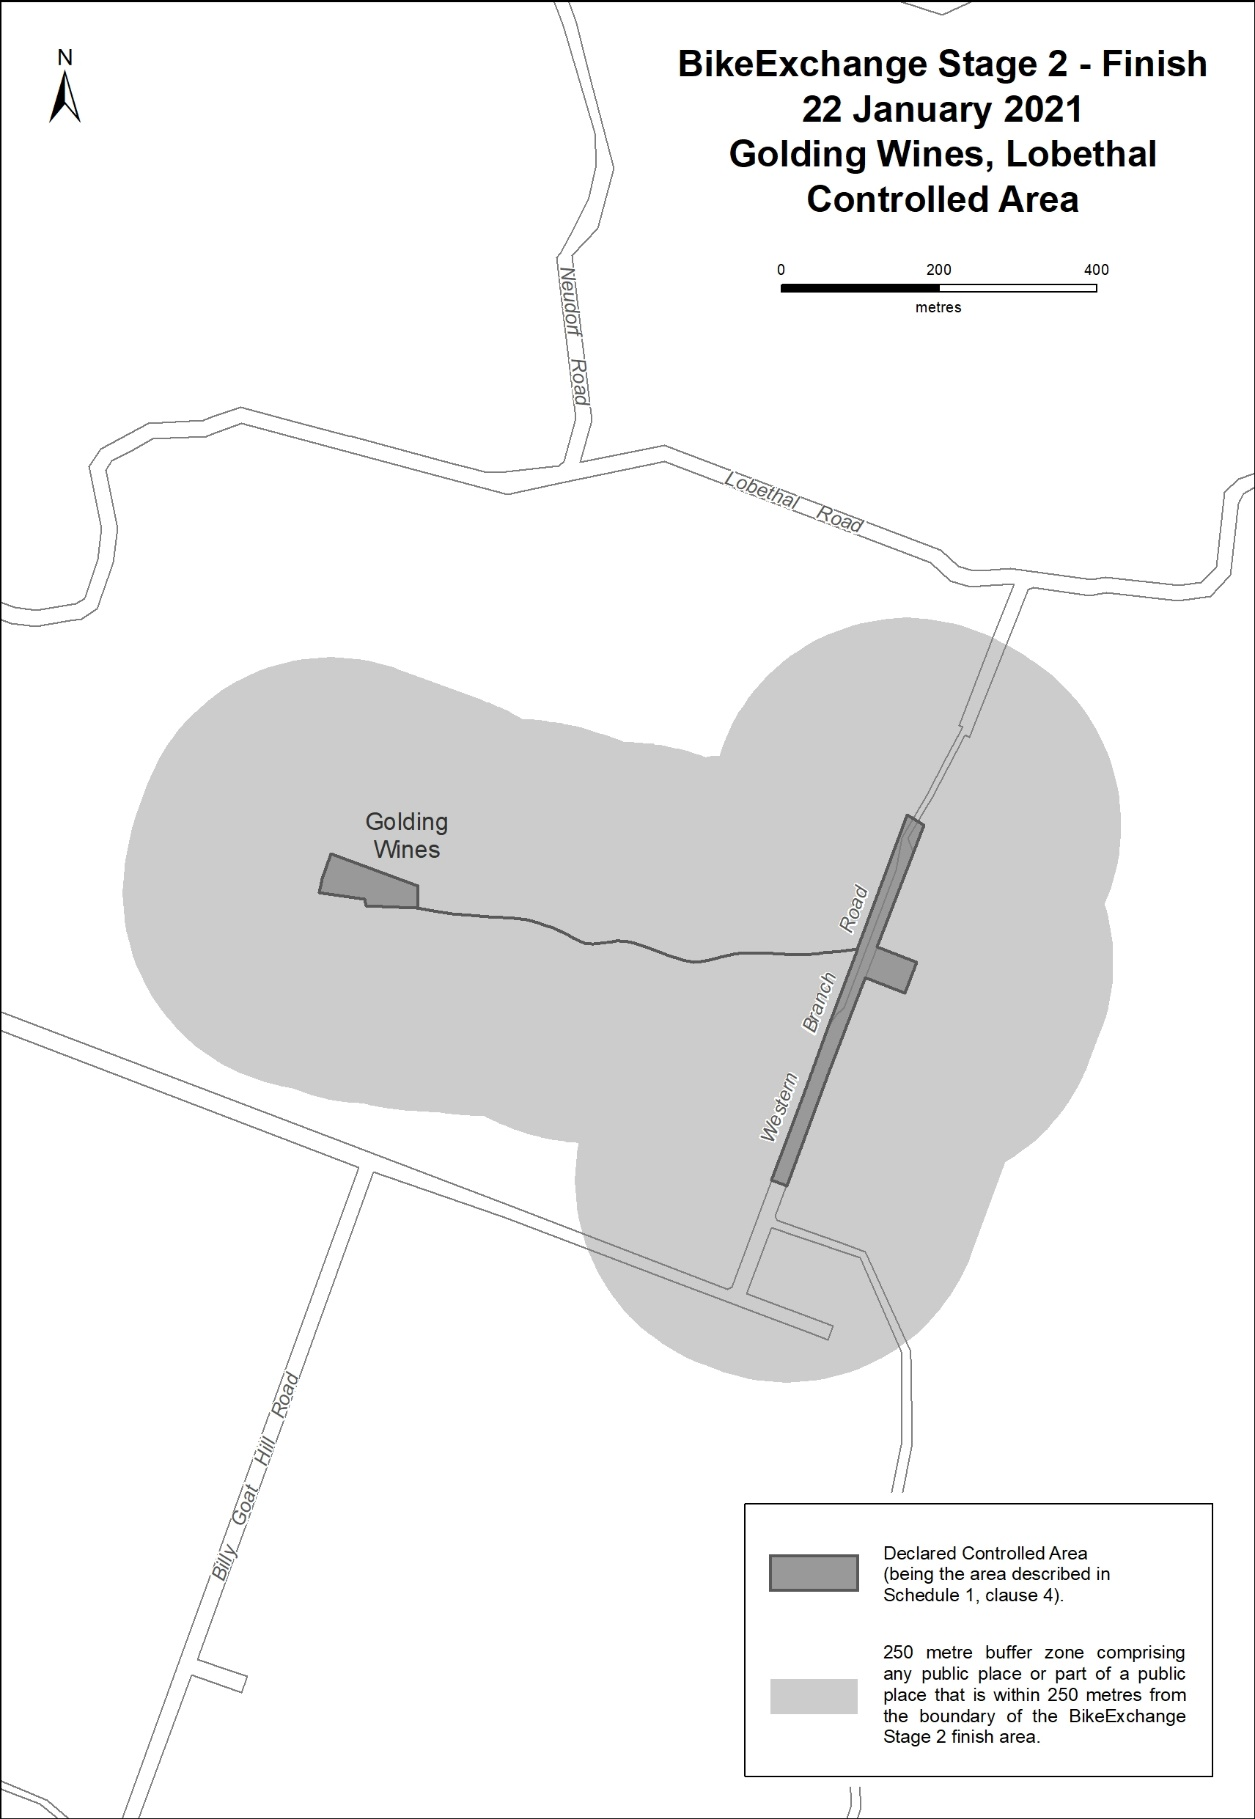 N
BikeExchange Stage 2 - Finish
22 January 2021
Golding Wines, Lobethal
Controlled Area
0 200 400
metres
Neudorf Road
Lobethal Road
Golding
Wines
Western Branch Road
Billy Goat Hill Road
Declared Controlled Area
(being the area described in
Schedule 1, clause 4).
250 metre buffer zone comprising
any public place or part of a public
place that is within 250 metres from
the boundary of the BikeExchange
Stage 2 finish area.